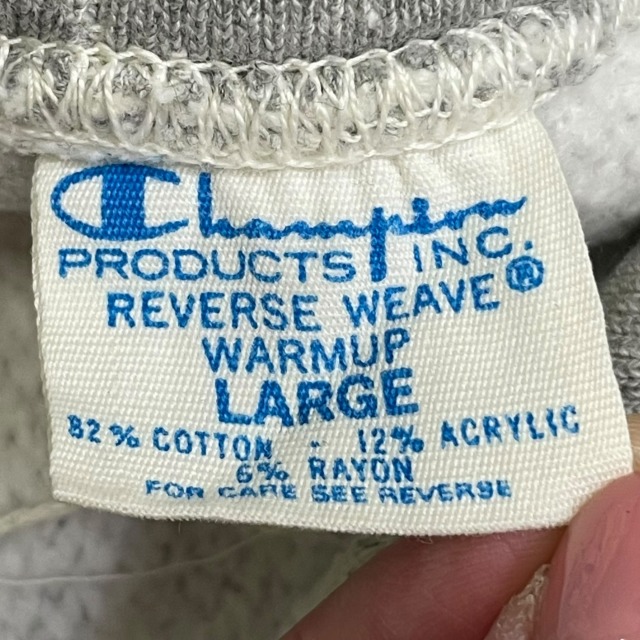 Champion
PRODUCTS INC.
REVERSE WEAVE®
WARMUP
LARGE
82% COTTON - 12% ACRYLIC
6% RAYON
FOR CARE SEE REVERSE